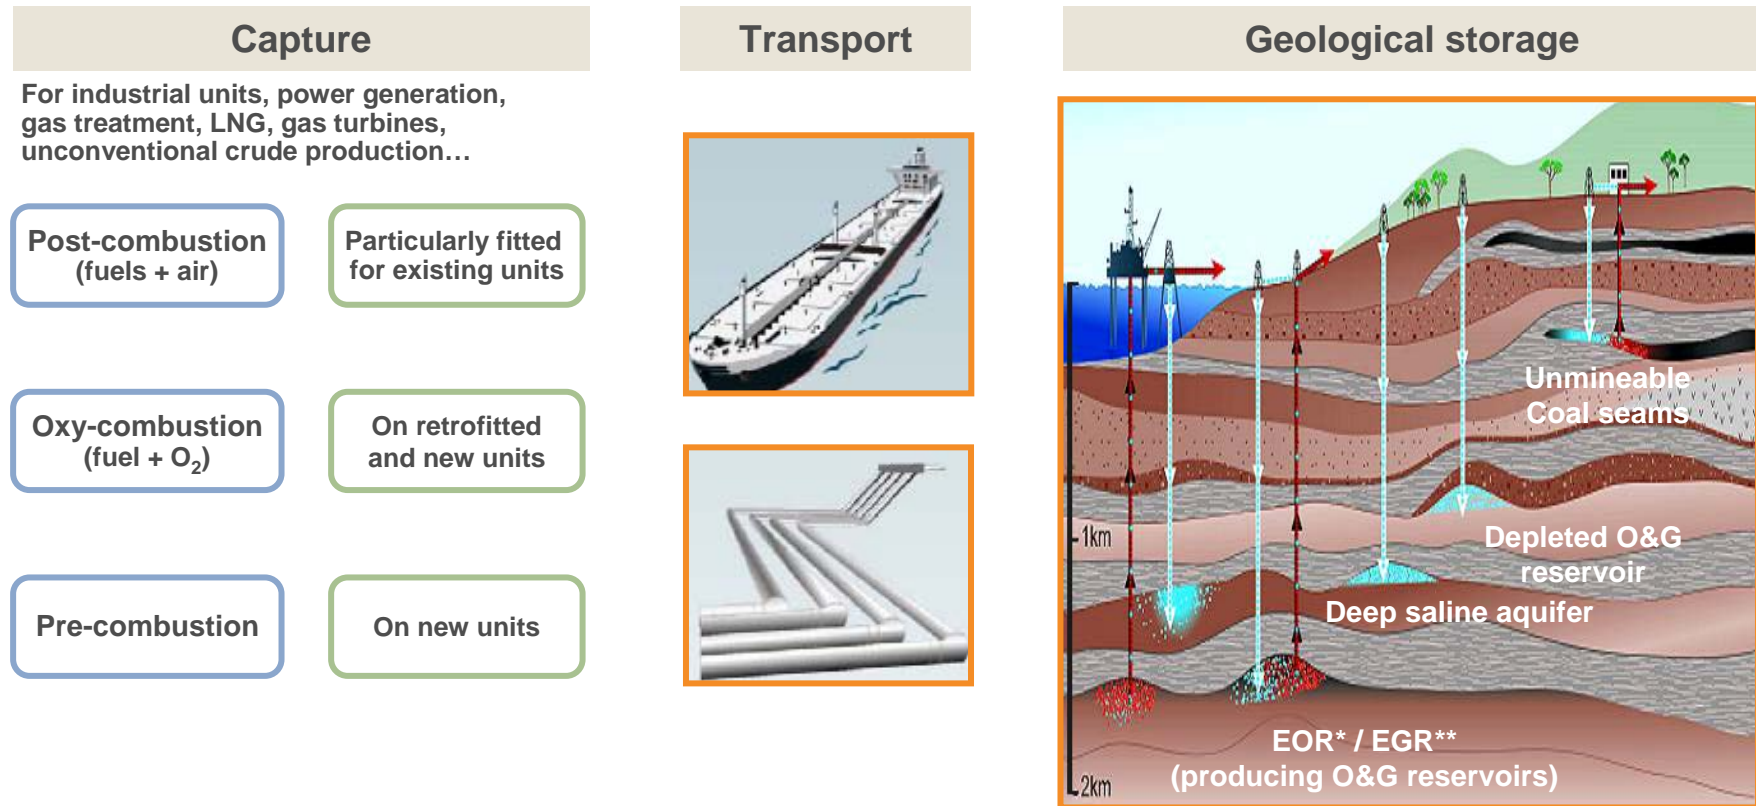 Capture
For industrial units, power generation,
gas treatment, LNG, gas turbines,
unconventional crude production…
Post-combustion
(fuels + air)
Particularly fitted
for existing units
Oxy-combustion
(fuel + O₂)
On retrofitted
and new units
Pre-combustion
On new units
Transport
Geological storage
Unmineable
Coal seams
1km
Depleted O&G
reservoir
Deep saline aquifer
EOR* / EGR**
(producing O&G reservoirs)
2km